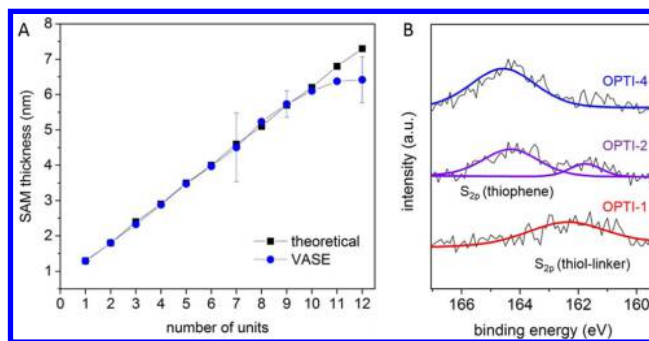 A
SAM thickness (nm)
8
7
6
5
4
3
2
1
theoretical
VASE
0 1 2 3 4 5 6 7 8 9 10 11 12
number of units
B
intensity (a.u.)
OPTI-4
OPTI-2
S2p (thiophene)
OPTI-1
S2p (thiol-linker)
166 164 162 160
binding energy (eV)